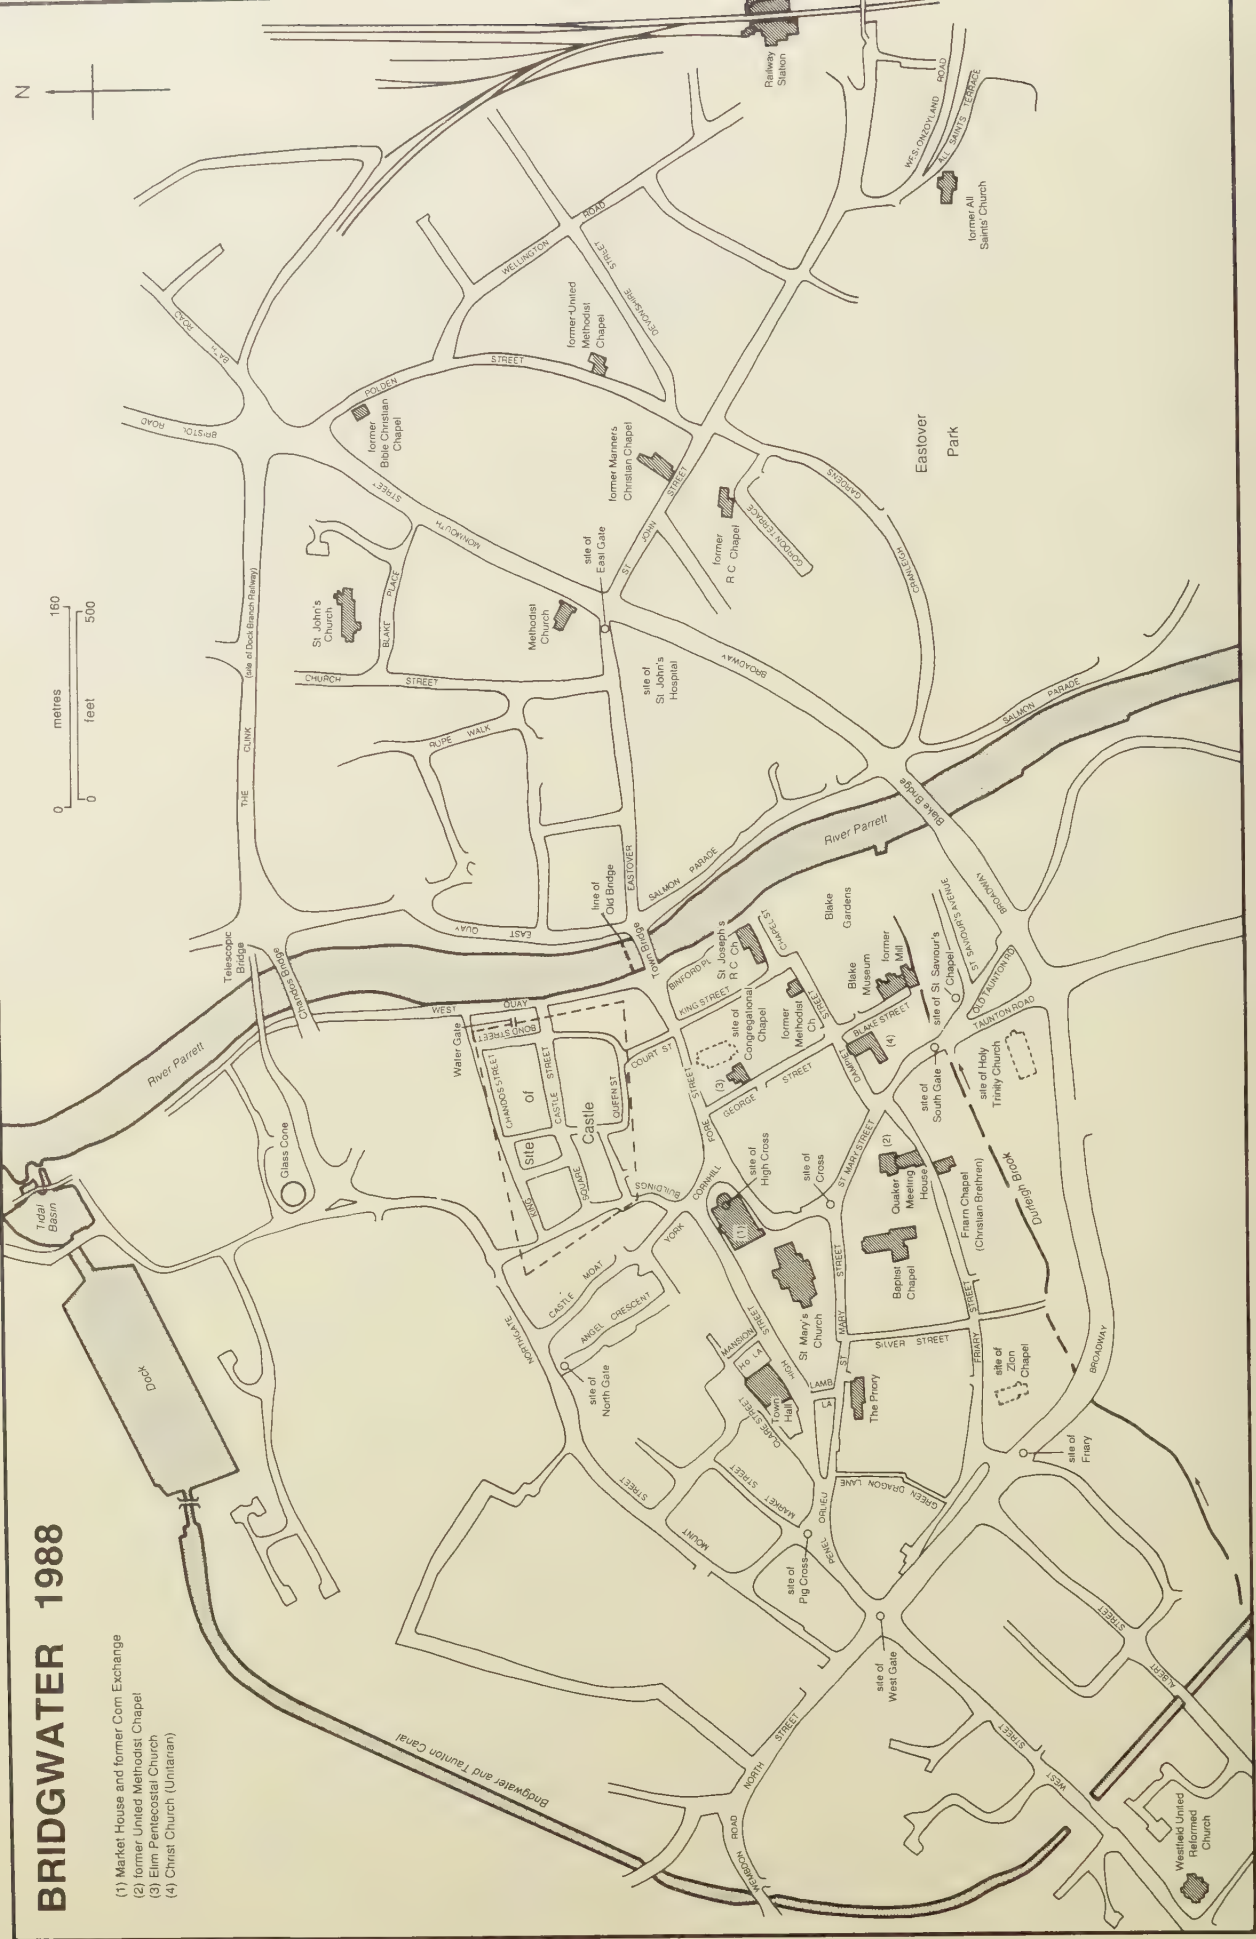 BRIDGWATER 1988
(1) Market House and former Corn Exchange
(2) former United Methodist Chapel
(3) Elim Pentecostal Church
(4) Christ Church (Unitarian)
0 metres 160
0 feet 500
N
Tidal
Basin
Dock
River Parrett
Bridgwater and Taunton Canal
Glass Cone
Telescopic
Bridge
Chandos Bridge
THE CLINK
(site of Dock Branch Railway)
BRISTOL ROAD
BATH ROAD
Railway
Station
WESTONZOYLAND ROAD
ALL SAINTS TERRACE
former All
Saints' Church
WELLINGTON ROAD
DEVONSHIRE STREET
former United
Methodist
Chapel
POLDEN STREET
former
Bible Christian
Chapel
MONMOUTH STREET
former Mariners
Christian Chapel
ST JOHN STREET
former
R C Chapel
GORDON TERRACE
CRANLEIGH GARDENS
Eastover
Park
St John's
Church
BLAKE PLACE
CHURCH STREET
Methodist
Church
site of
East Gate
site of
St John's
Hospital
BROADWAY
ROPE WALK
EAST QUAY
EASTOVER
SALMON PARADE
SALMON PARADE
line of
Old Bridge
Town Bridge
River Parrett
Blake Bridge
BROADWAY
Blake
Gardens
Blake
Museum
former
Mill
ST SAVIOUR'S AVENUE
site of St Saviour's
Chapel
OLD TAUNTON RD
TAUNTON ROAD
BLAKE STREET
DAMPIET STREET
CHAPEL ST
St Joseph's
R C Ch
BINFORD PL
KING STREET
site of
Congregational
Chapel
former
Methodist
Ch
(3)
(4)
GEORGE STREET
FORE STREET
COURT ST
QUEEN ST
WEST QUAY
Water Gate
BOND STREET
CHANDOS STREET
CASTLE STREET
site of Castle
KING SQUARE
YORK BUILDINGS
CORNHILL
site of
High Cross
(1)
site of
Cross
ST MARY STREET
site of
South Gate
site of Holy
Trinity Church
Durleigh Brook
(2)
Quaker
Meeting
House
Friarn Chapel
(Christian Brethren)
Baptist
Chapel
St Mary's
Church
ST MARY STREET
SILVER STREET
FRIARY STREET
site of
Zion
Chapel
BROADWAY
site of
Friary
The Priory
LAMB LA
HIGH STREET
MANSION
HO LA
Town
Hall
CLARE STREET
MARKET STREET
PENEL ORLIEU
GREEN DRAGON LANE
site of
Pig Cross
MOUNT STREET
NORTHGATE
CASTLE MOAT
ANGEL CRESCENT
site of
North Gate
site of
West Gate
NORTH STREET
WEMBDON ROAD
WEST STREET
ALBERT STREET
Westfield United
Reformed
Church